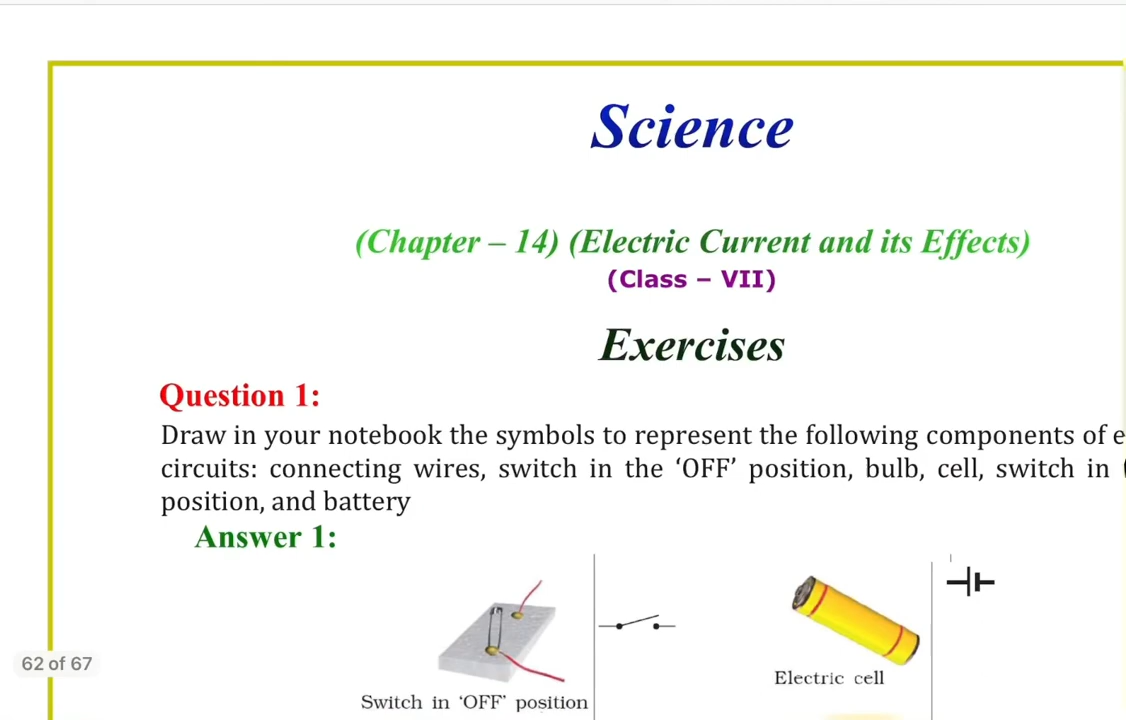 Science
(Chapter – 14) (Electric Current and its Effects)
(Class – VII)
Exercises
Question 1:
Draw in your notebook the symbols to represent the following components of e
circuits: connecting wires, switch in the ‘OFF’ position, bulb, cell, switch in
position, and battery
Answer 1:
Electric cell
Switch in ‘OFF’ position
62 of 67